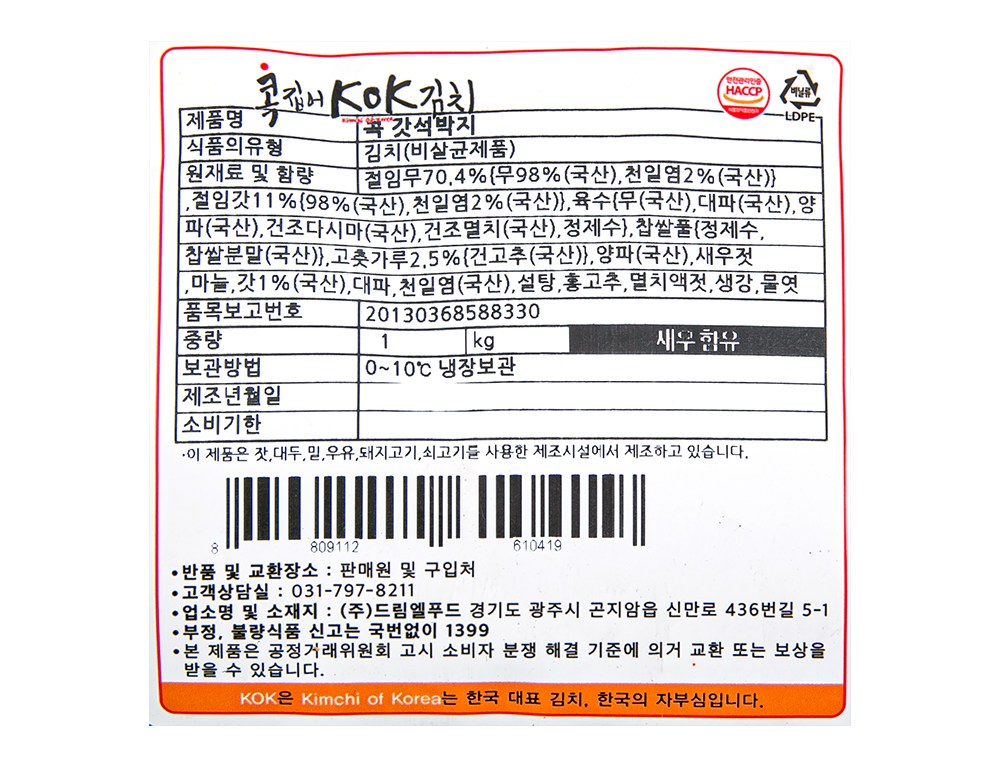 콕 집어 KOK 김치
Kimchi of Korea
안전관리인증
HACCP
식품의약품안전처
비닐류
LDPE
제품명 콕 갓석박지
식품의유형 김치(비살균제품)
원재료 및 함량 절임무70,4%{무98%(국산),천일염2%(국산)}
,절임갓11%{98%(국산),천일염2%(국산)},육수{무(국산),대파(국산),양
파(국산),건조다시마(국산),건조멸치(국산),정제수},찹쌀풀{정제수,
찹쌀분말(국산)},고춧가루2,5%{건고추(국산)},양파(국산),새우젓
,마늘,갓1%(국산),대파,천일염(국산),설탕,홍고추,멸치액젓,생강,물엿
품목보고번호 20130368588330
중량 1 kg 새우 함유
보관방법 0~10℃ 냉장보관
제조년월일
소비기한
·이 제품은 잣,대두,밀,우유,돼지고기,쇠고기를 사용한 제조시설에서 제조하고 있습니다.
8 809112 610419
•반품 및 교환장소 : 판매원 및 구입처
•고객상담실 : 031-797-8211
•업소명 및 소재지 : (주)드림엘푸드 경기도 광주시 곤지암읍 신만로 436번길 5-1
•부정, 불량식품 신고는 국번없이 1399
•본 제품은 공정거래위원회 고시 소비자 분쟁 해결 기준에 의거 교환 또는 보상을
받을 수 있습니다.
KOK은 Kimchi of Korea는 한국 대표 김치, 한국의 자부심입니다.